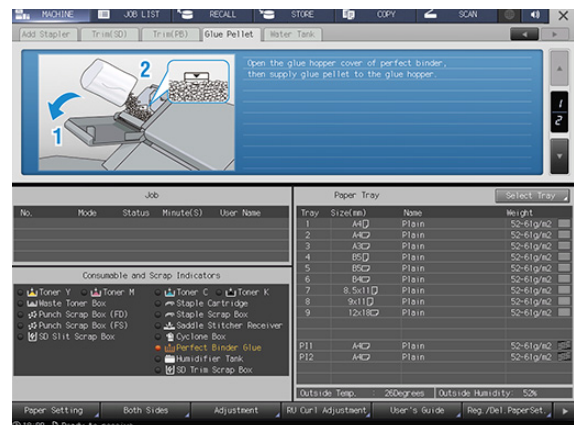 MACHINE JOB LIST RECALL STORE COPY SCAN
Add Stapler Trim(SD) Trim(PB) Glue Pellet Water Tank
Open the glue hopper cover of perfect binder,
then supply glue pellet to the glue hopper.
1
2
1
2
Job
No. Mode Status Minute(S) User Name
Paper Tray Select Tray
Tray Size(mm) Name Weight
1 A4 Plain 52-61g/m2
2 A4 Plain 52-61g/m2
3 A3 Plain 52-61g/m2
4 B5 Plain 52-61g/m2
5 B5 Plain 52-61g/m2
6 B4 Plain 52-61g/m2
7 8.5x11 Plain 52-61g/m2
8 9x11 Plain 52-61g/m2
9 12x18 Plain 52-61g/m2
PI1 A4 Plain 52-61g/m2
PI2 A4 Plain 52-61g/m2
Outside Temp. : 26Degrees Outside Humidity: 52%
Consumable and Scrap Indicators
Toner Y Toner M Toner C Toner K
Waste Toner Box Staple Cartridge
Punch Scrap Box (FD) Staple Scrap Box
Punch Scrap Box (FS) Saddle Stitcher Receiver
SD Slit Scrap Box Cyclone Box
Perfect Binder Glue
Humidifier Tank
SD Trim Scrap Box
Paper Setting Both Sides Adjustment RU Curl Adjustment User's Guide Reg./Del.PaperSet.